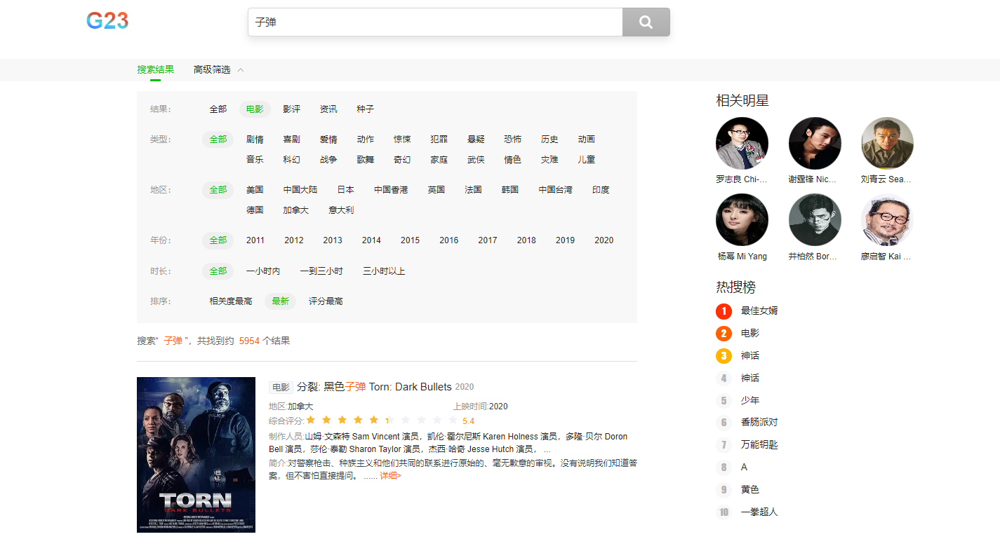 G23
子弹
搜索结果 高级筛选
结果： 全部 电影 影评 资讯 种子
类型： 全部 剧情 喜剧 爱情 动作 惊悚 犯罪 悬疑 恐怖 历史 动画
音乐 科幻 战争 歌舞 奇幻 家庭 武侠 情色 灾难 儿童
地区： 全部 美国 中国大陆 日本 中国香港 英国 法国 韩国 中国台湾 印度
德国 加拿大 意大利
年份： 全部 2011 2012 2013 2014 2015 2016 2017 2018 2019 2020
时长： 全部 一小时内 一到三小时 三小时以上
排序： 相关度最高 最新 评分最高
搜索“ 子弹 ”，共找到约 5954 个结果
电影 分裂: 黑色子弹 Torn: Dark Bullets 2020
地区:加拿大 上映时间:2020
综合评分: 5.4
制作人员:山姆·文森特 Sam Vincent 演员，凯伦·霍尔尼斯 Karen Holness 演员，多隆·贝尔 Doron
Bell 演员，莎伦·泰勒 Sharon Taylor 演员，杰西·哈奇 Jesse Hutch 演员， ...
简介:对警察枪击、种族主义和他们共同的联系进行原始的、毫无歉意的审视。没有说明我们知道答
案，但不害怕直接提问。 ...... 详细>
POLICE
TORN
DARK BULLETS
相关明星
罗志良 Chi-...
谢霆锋 Nic...
刘青云 Sea...
杨幂 Mi Yang
井柏然 Bor...
廖启智 Kai ...
热搜榜
1 最佳女婿
2 电影
3 神话
4 神话
5 少年
6 香肠派对
7 万能钥匙
8 A
9 黄色
10 一拳超人